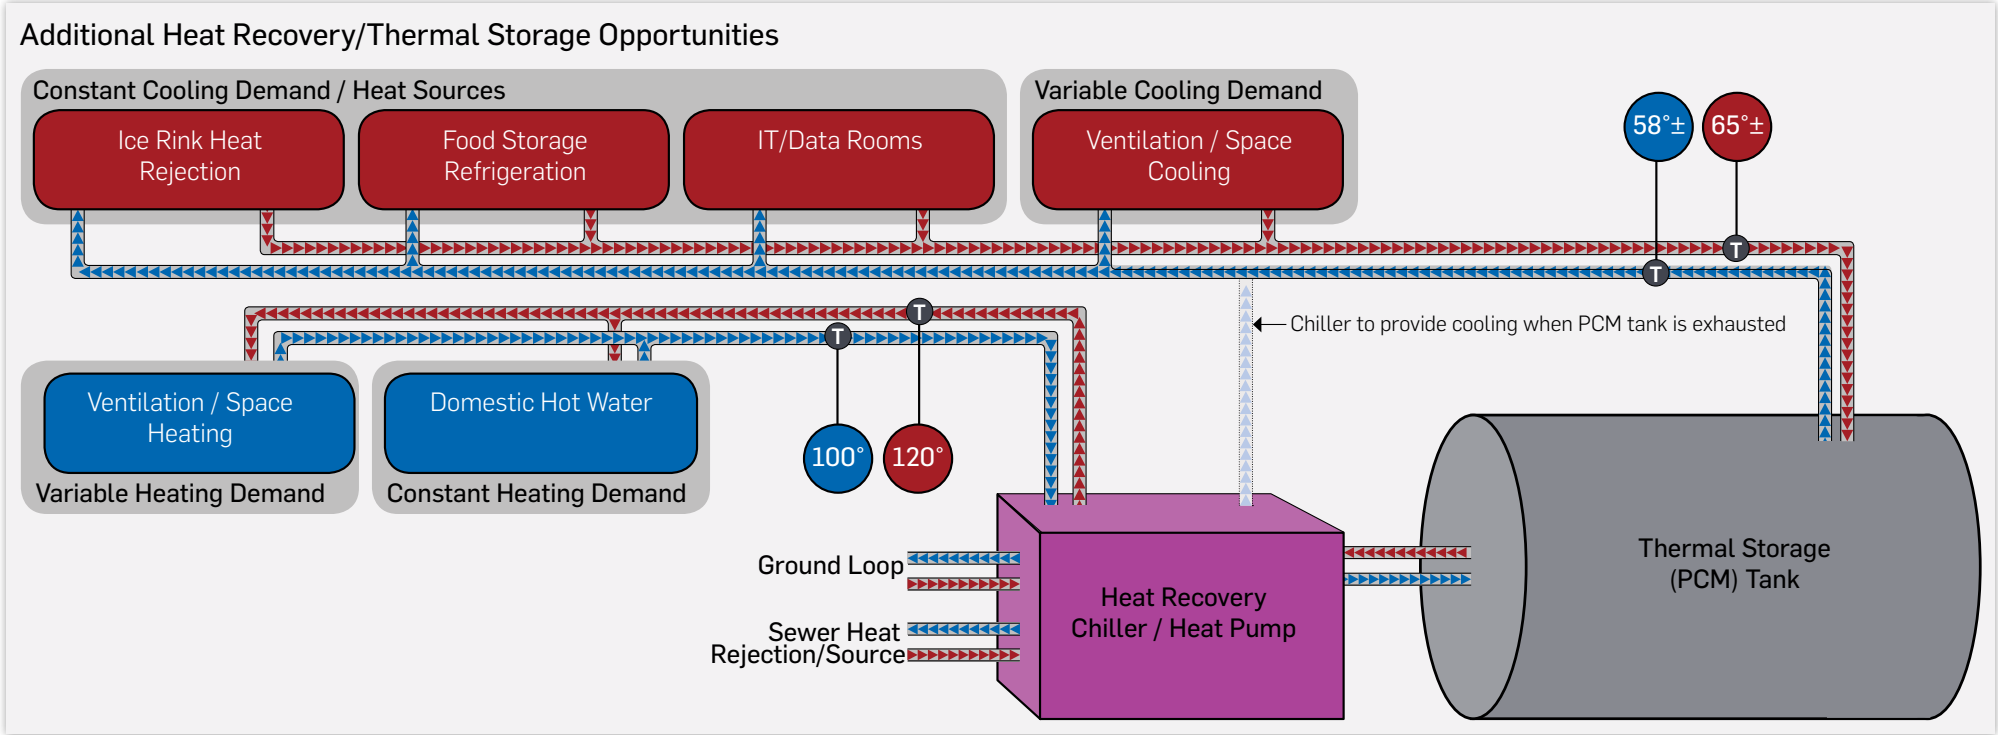 Additional Heat Recovery/Thermal Storage Opportunities
Constant Cooling Demand / Heat Sources
Ice Rink Heat
Rejection
Food Storage
Refrigeration
IT/Data Rooms
Variable Cooling Demand
Ventilation / Space
Cooling
58°±
65°±
T
T
Chiller to provide cooling when PCM tank is exhausted
T
T
Ventilation / Space
Heating
Variable Heating Demand
Domestic Hot Water
Constant Heating Demand
100°
120°
Ground Loop
Sewer Heat
Rejection/Source
Heat Recovery
Chiller / Heat Pump
Thermal Storage
(PCM) Tank